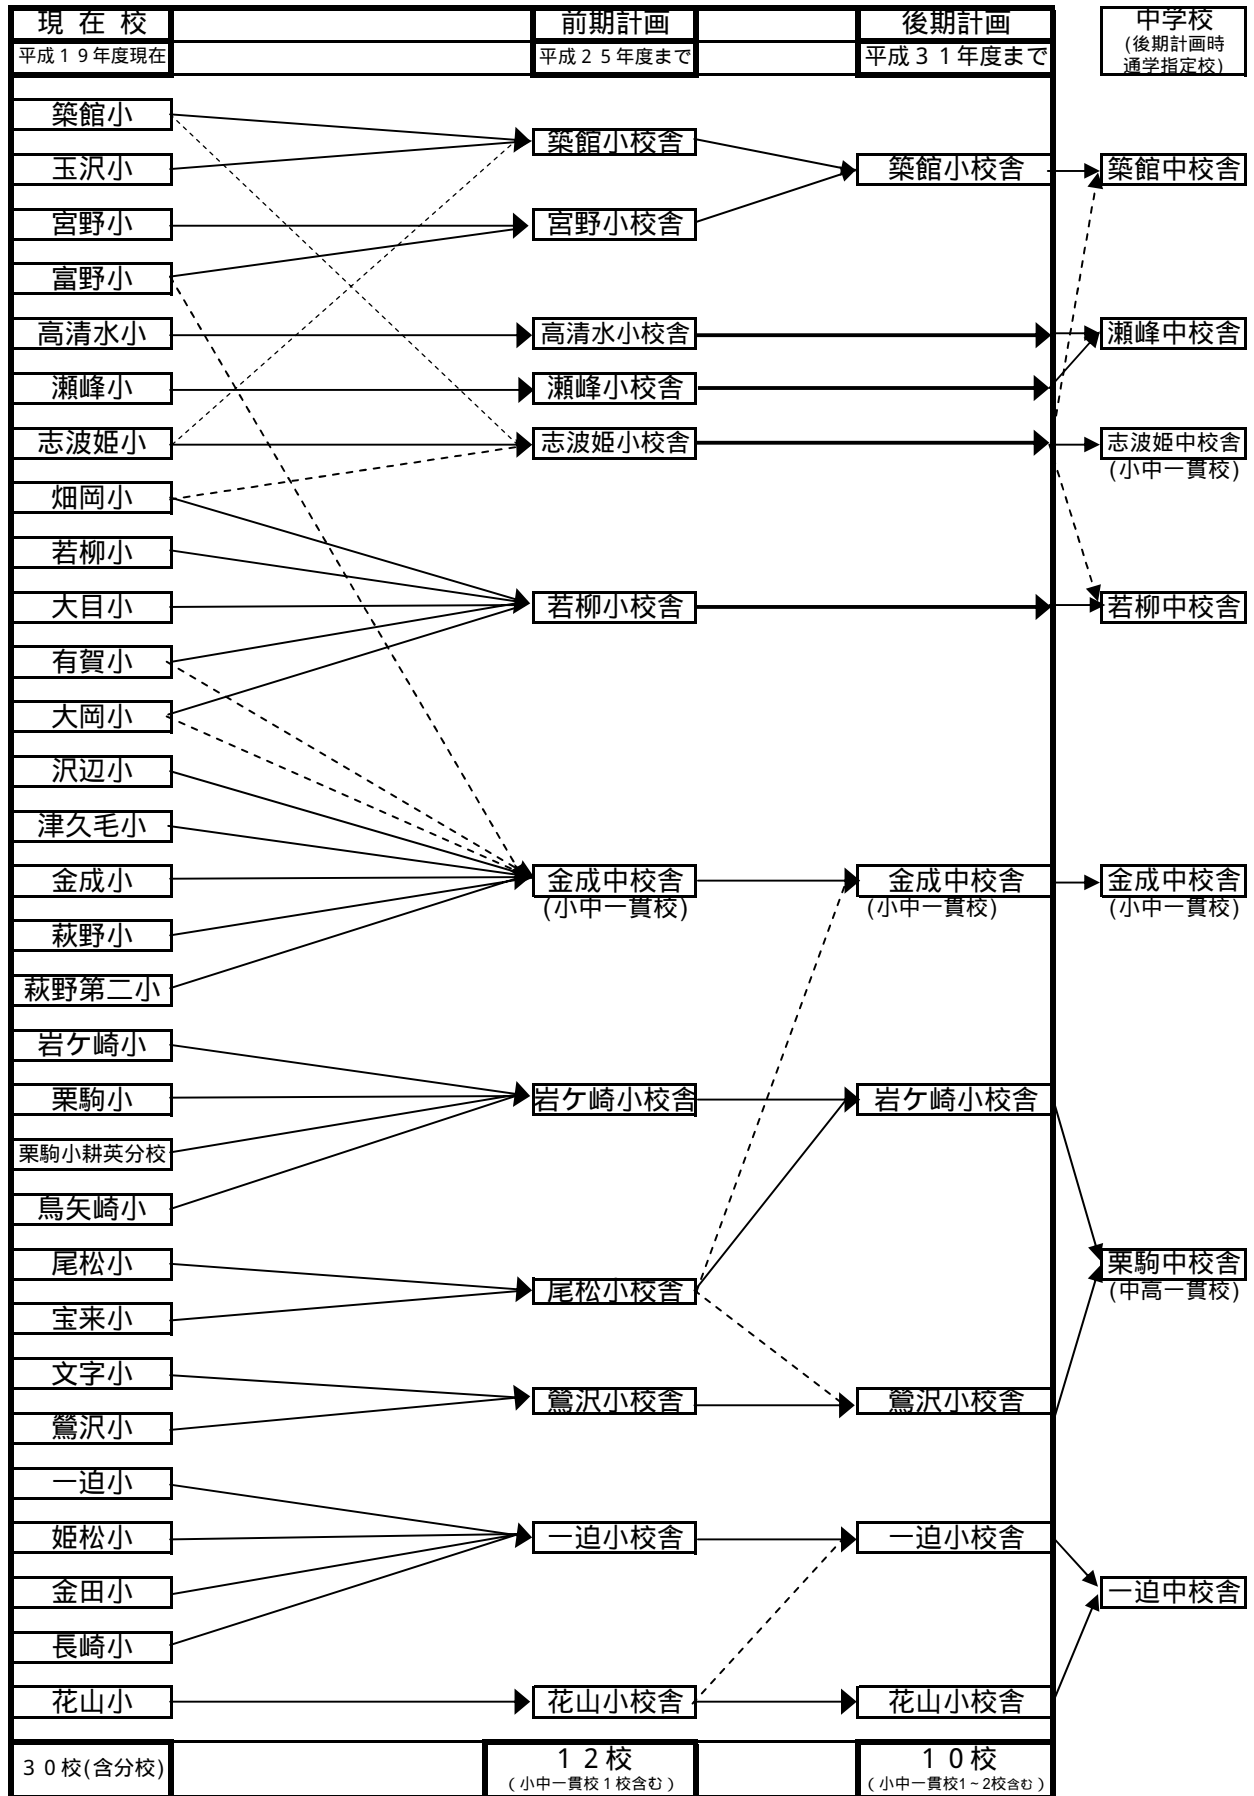 現 在 校
前期計画
後期計画
中学校
(後期計画時
通学指定校)
平成19年度現在
平成25年度まで
平成31年度まで
築館小
玉沢小
宮野小
富野小
高清水小
瀬峰小
志波姫小
畑岡小
若柳小
大目小
有賀小
大岡小
沢辺小
津久毛小
金成小
萩野小
萩野第二小
岩ケ崎小
栗駒小
栗駒小耕英分校
鳥矢崎小
尾松小
宝来小
文字小
鶯沢小
一迫小
姫松小
金田小
長崎小
花山小
30校(含分校)
築館小校舎
宮野小校舎
高清水小校舎
瀬峰小校舎
志波姫小校舎
若柳小校舎
金成中校舎
(小中一貫校)
岩ケ崎小校舎
尾松小校舎
鶯沢小校舎
一迫小校舎
花山小校舎
12校
(小中一貫校1校含む)
築館小校舎
金成中校舎
(小中一貫校)
岩ケ崎小校舎
鶯沢小校舎
一迫小校舎
花山小校舎
10校
(小中一貫校1~2校含む)
築館中校舎
瀬峰中校舎
志波姫中校舎
(小中一貫校)
若柳中校舎
金成中校舎
(小中一貫校)
栗駒中校舎
(中高一貫校)
一迫中校舎